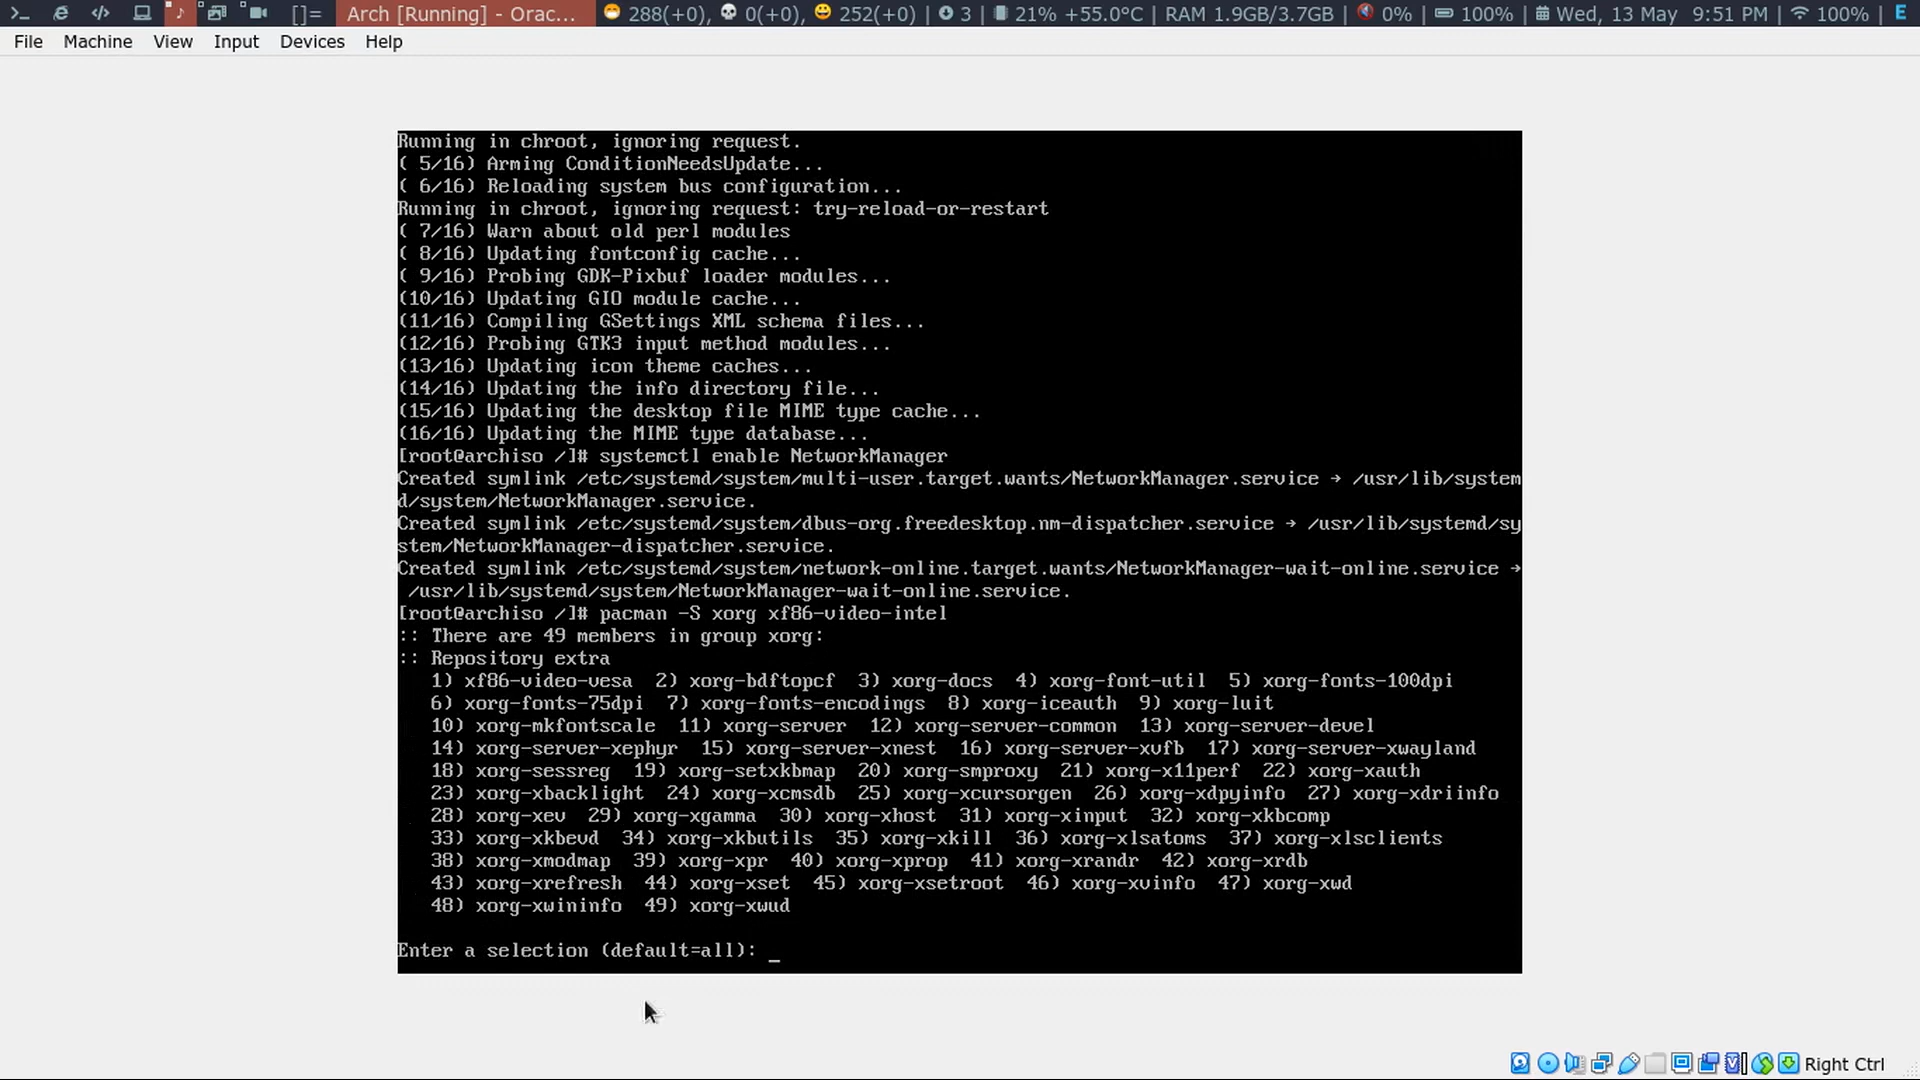 Arch [Running] - Orac... 288(+0), 0(+0), 252(+0) | 3 | 21% +55.0°C | RAM 1.9GB/3.7GB | 0% | 100% | Wed, 13 May 9:51 PM | 100% | E
File Machine View Input Devices Help
Running in chroot, ignoring request.
( 5/16) Arming ConditionNeedsUpdate...
( 6/16) Reloading system bus configuration...
Running in chroot, ignoring request: try-reload-or-restart
( 7/16) Warn about old perl modules
( 8/16) Updating fontconfig cache...
( 9/16) Probing GDK-Pixbuf loader modules...
(10/16) Updating GIO module cache...
(11/16) Compiling GSettings XML schema files...
(12/16) Probing GTK3 input method modules...
(13/16) Updating icon theme caches...
(14/16) Updating the info directory file...
(15/16) Updating the desktop file MIME type cache...
(16/16) Updating the MIME type database...
[root@archiso /]# systemctl enable NetworkManager
Created symlink /etc/systemd/system/multi-user.target.wants/NetworkManager.service → /usr/lib/system
d/system/NetworkManager.service.
Created symlink /etc/systemd/system/dbus-org.freedesktop.nm-dispatcher.service → /usr/lib/systemd/sy
stem/NetworkManager-dispatcher.service.
Created symlink /etc/systemd/system/network-online.target.wants/NetworkManager-wait-online.service →
/usr/lib/systemd/system/NetworkManager-wait-online.service.
[root@archiso /]# pacman -S xorg xf86-video-intel
:: There are 49 members in group xorg:
:: Repository extra
1) xf86-video-vesa 2) xorg-bdftopcf 3) xorg-docs 4) xorg-font-util 5) xorg-fonts-100dpi
6) xorg-fonts-75dpi 7) xorg-fonts-encodings 8) xorg-iceauth 9) xorg-luit
10) xorg-mkfontscale 11) xorg-server 12) xorg-server-common 13) xorg-server-devel
14) xorg-server-xephyr 15) xorg-server-xnest 16) xorg-server-xvfb 17) xorg-server-xwayland
18) xorg-sessreg 19) xorg-setxkbmap 20) xorg-smproxy 21) xorg-x11perf 22) xorg-xauth
23) xorg-xbacklight 24) xorg-xcmsdb 25) xorg-xcursorgen 26) xorg-xdpyinfo 27) xorg-xdriinfo
28) xorg-xev 29) xorg-xgamma 30) xorg-xhost 31) xorg-xinput 32) xorg-xkbcomp
33) xorg-xkbevd 34) xorg-xkbutils 35) xorg-xkill 36) xorg-xlsatoms 37) xorg-xlsclients
38) xorg-xmodmap 39) xorg-xpr 40) xorg-xprop 41) xorg-xrandr 42) xorg-xrdb
43) xorg-xrefresh 44) xorg-xset 45) xorg-xsetroot 46) xorg-xvinfo 47) xorg-xwd
48) xorg-xwininfo 49) xorg-xwud
Enter a selection (default=all): _
Right Ctrl